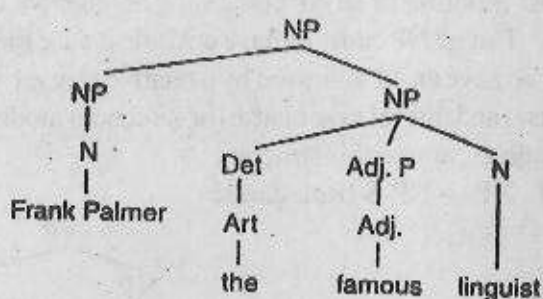 NP
NP NP
N Det Adj. P N
Frank Palmer Art Adj.
the famous linguist